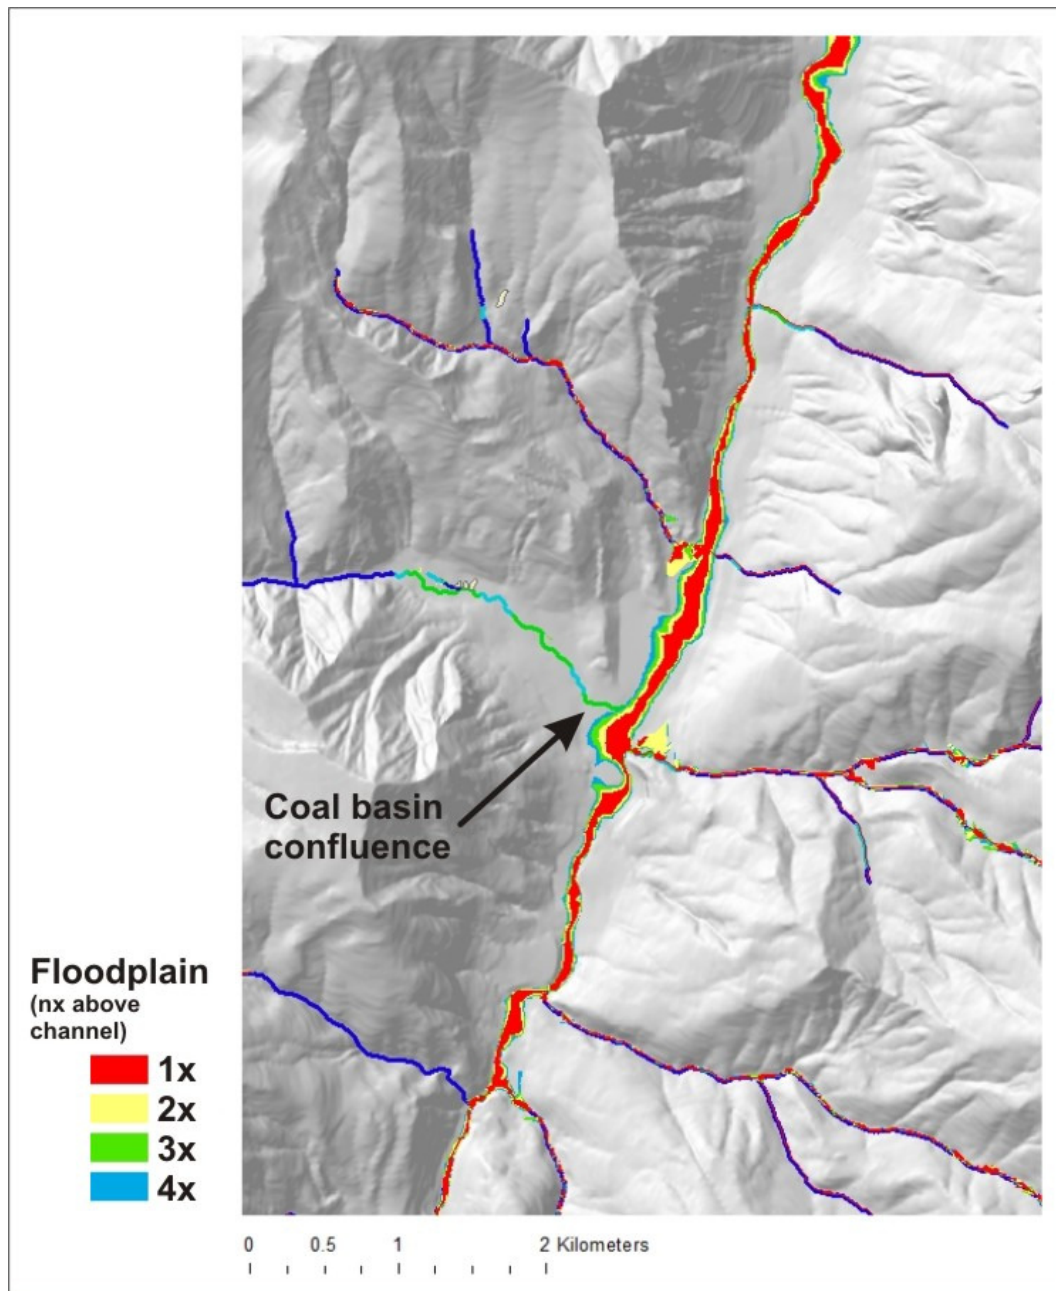 Coal basin
confluence
Floodplain
(nx above
channel)
1x
2x
3x
4x
0 0.5 1 2 Kilometers